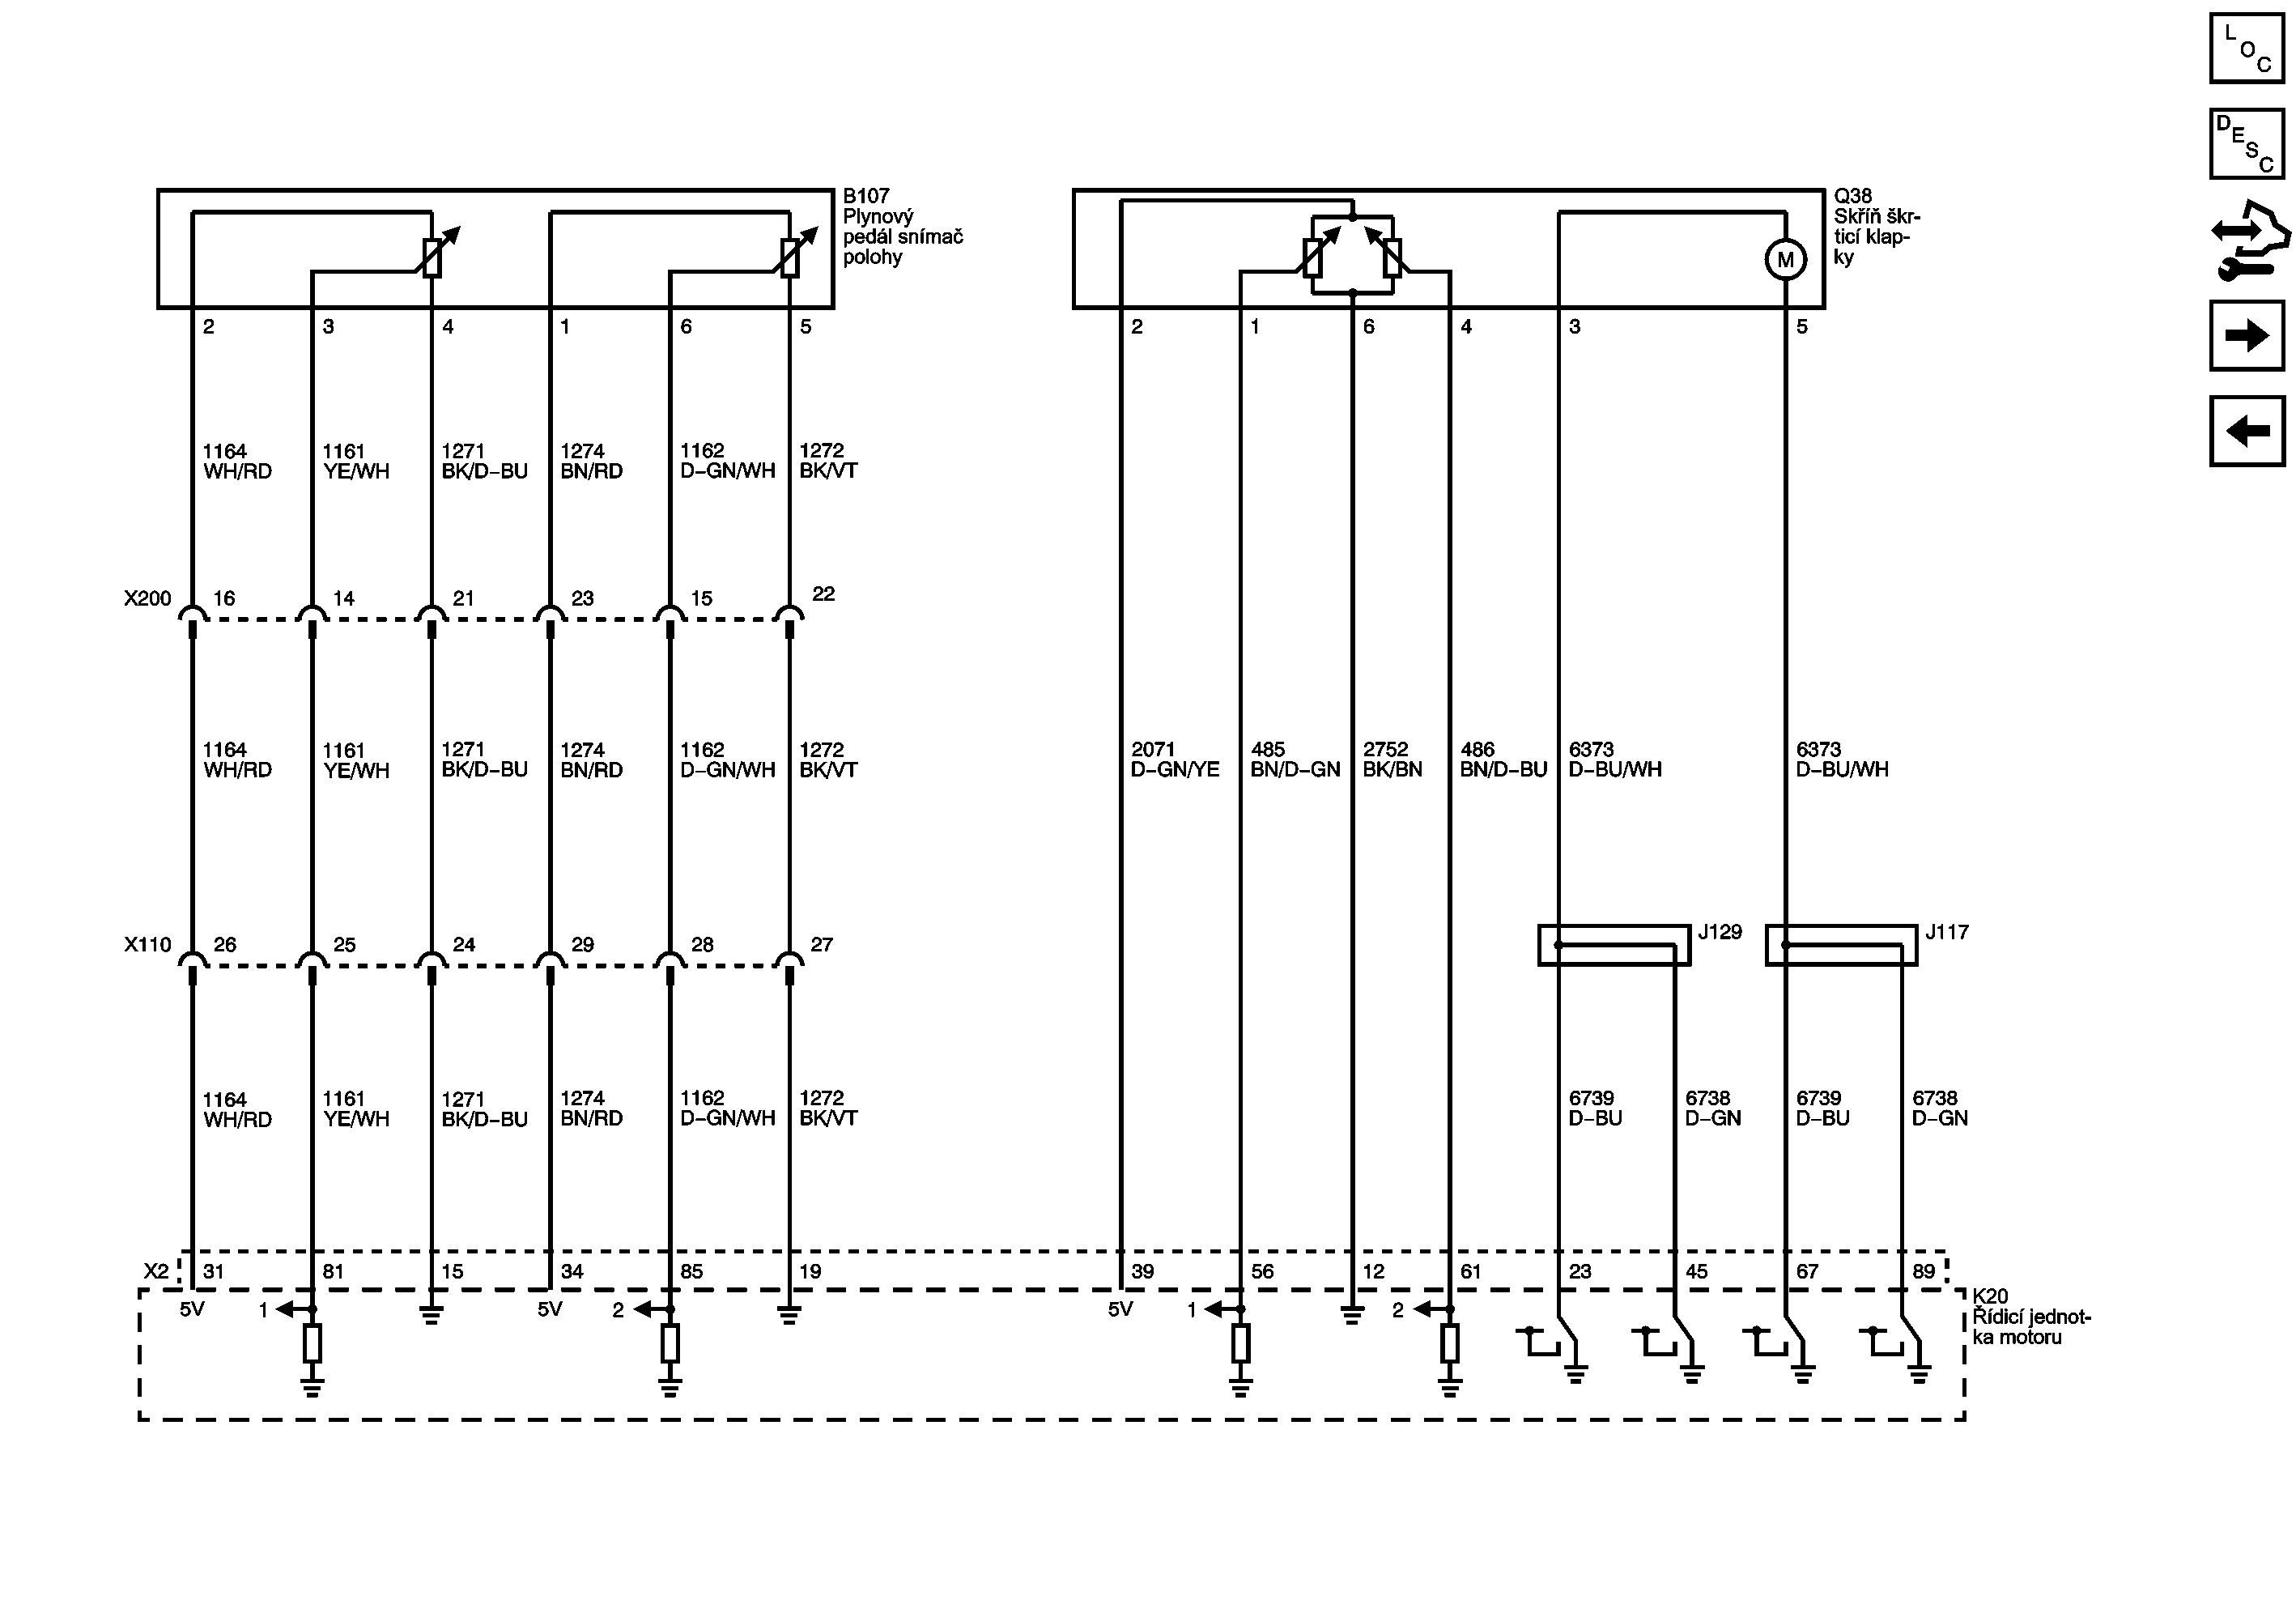 L
O
C
D
E
S
C
B107
Plynový
pedál snímač
polohy
Q38
Skříň škr-
ticí klap-
ky
M
2 3 4 1 6 5 2 1 6 4 3 5
1164 1161 1271 1274 1162 1272
WH/RD YE/WH BK/D-BU BN/RD D-GN/WH BK/VT
X200 16 14 21 23 15 22
1164 1161 1271 1274 1162 1272 2071 485 2752 486 6373 6373
WH/RD YE/WH BK/D-BU BN/RD D-GN/WH BK/VT D-GN/YE BN/D-GN BK/BN BN/D-BU D-BU/WH D-BU/WH
X110 26 25 24 29 28 27 J129 J117
1164 1161 1271 1274 1162 1272 6739 6738 6739 6738
WH/RD YE/WH BK/D-BU BN/RD D-GN/WH BK/VT D-BU D-GN D-BU D-GN
X2 31 81 15 34 85 19 39 56 12 61 23 45 67 89
5V 1 5V 2 5V 1 2
K20
Řídicí jednot-
ka motoru